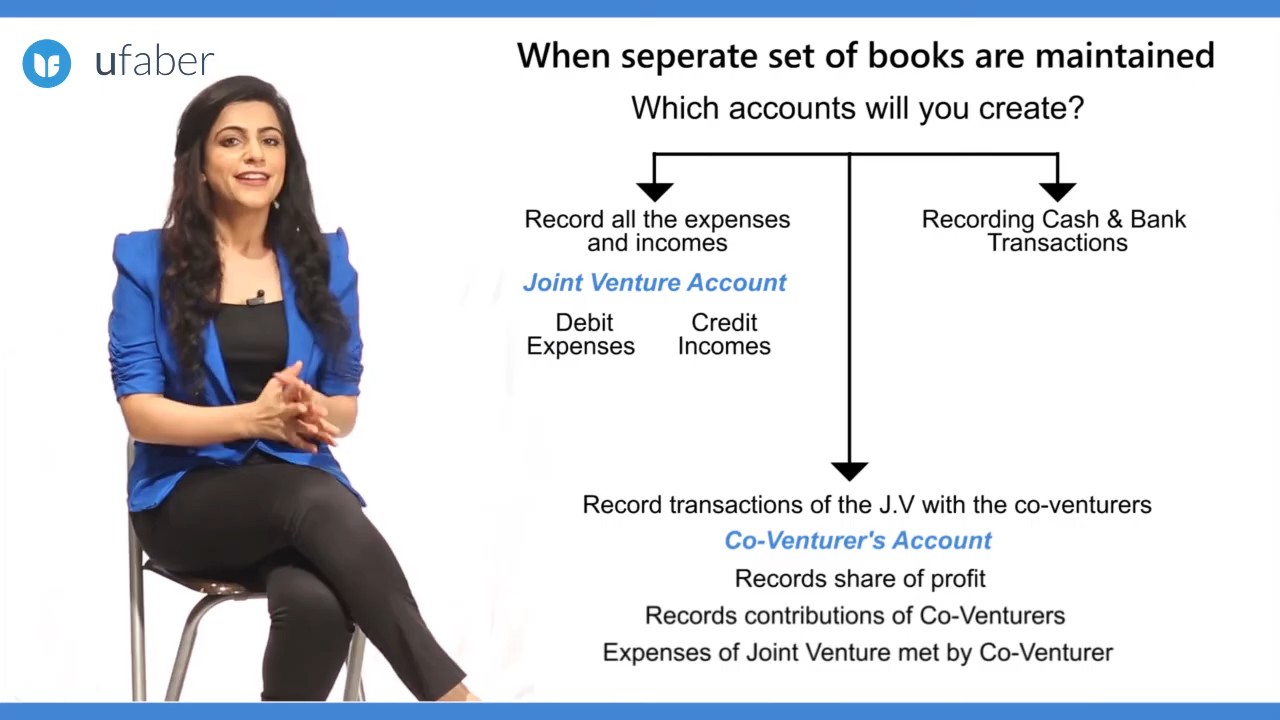 ufaber
When seperate set of books are maintained
Which accounts will you create?
Record all the expenses
and incomes
Joint Venture Account
Debit
Expenses
Credit
Incomes
Recording Cash & Bank
Transactions
Record transactions of the J.V with the co-venturers
Co-Venturer's Account
Records share of profit
Records contributions of Co-Venturers
Expenses of Joint Venture met by Co-Venturer